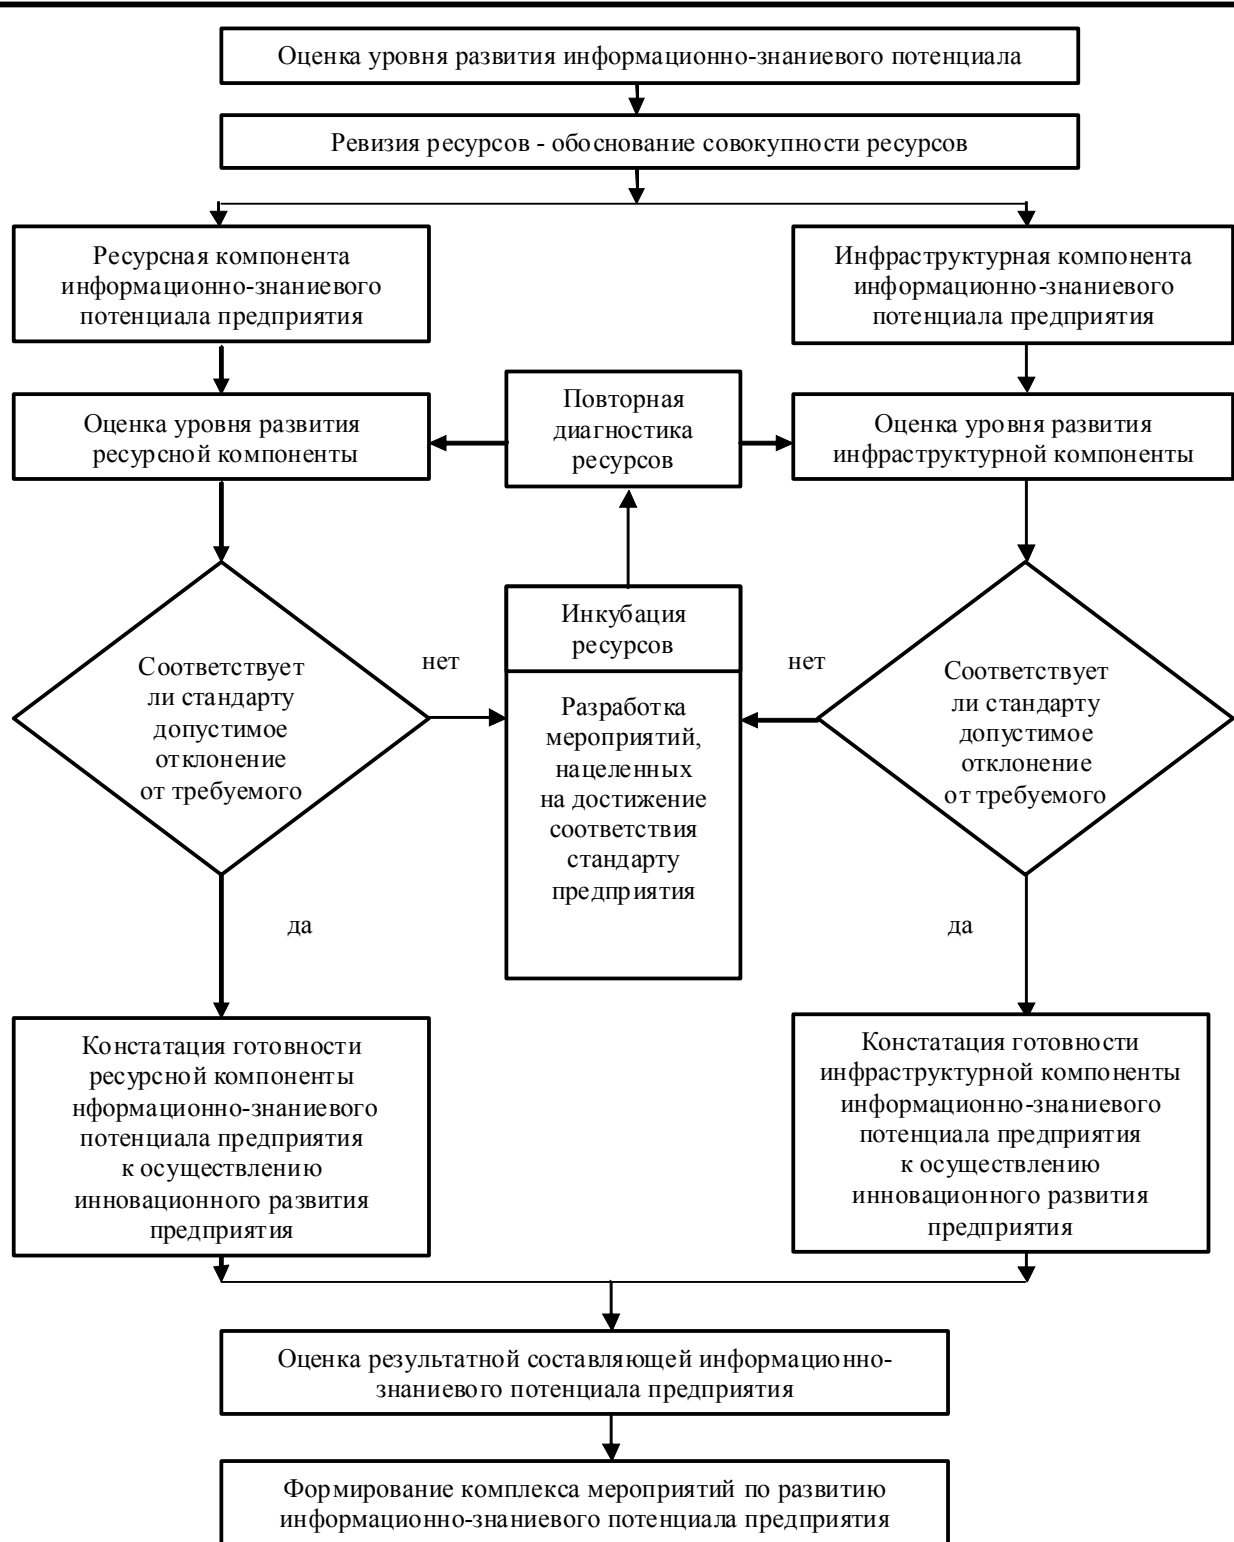 Оценка уровня развития информационно-знаниевого потенциала
Ревизия ресурсов - обоснование совокупности ресурсов
Ресурсная компонента
информационно-знаниевого
потенциала предприятия
Инфраструктурная компонента
информационно-знаниевого
потенциала предприятия
Оценка уровня развития
ресурсной компоненты
Повторная
диагностика
ресурсов
Оценка уровня развития
инфраструктурной компоненты
Соответствует
ли стандарту
допустимое
отклонение
от требуемого
нет
Инкубация
ресурсов
Разработка
мероприятий,
нацеленных
на достижение
соответствия
стандарту
предприятия
нет
Соответствует
ли стандарту
допустимое
отклонение
от требуемого
да
да
Констатация готовности
ресурсной компоненты
нформационно-знаниевого
потенциала предприятия
к осуществлению
инновационного развития
предприятия
Констатация готовности
инфраструктурной компоненты
информационно-знаниевого
потенциала предприятия
к осуществлению
инновационного развития
предприятия
Оценка результатной составляющей информационно-
знаниевого потенциала предприятия
Формирование комплекса мероприятий по развитию
информационно-знаниевого потенциала предприятия